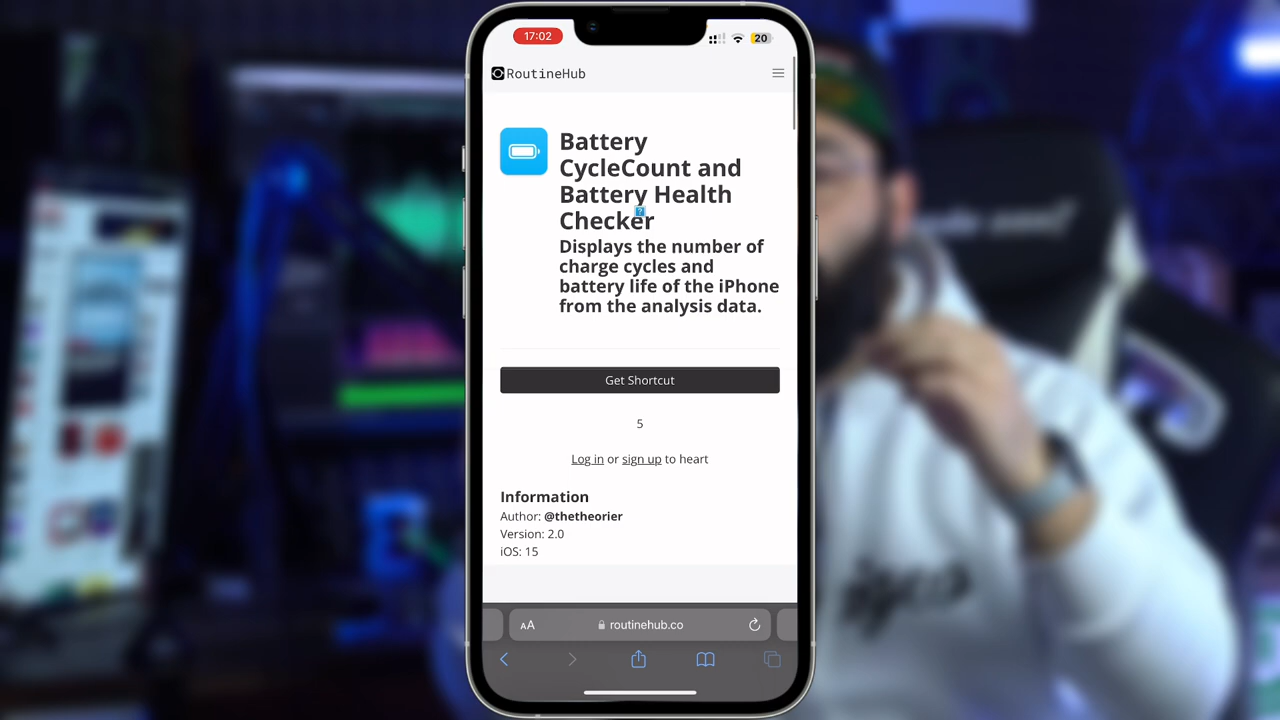 17:02
20
RoutineHub
Battery
CycleCount and
Battery Health
Checker
Displays the number of
charge cycles and
battery life of the iPhone
from the analysis data.
Get Shortcut
5
Log in or sign up to heart
Information
Author: @thetheorier
Version: 2.0
iOS: 15
AA
routinehub.co